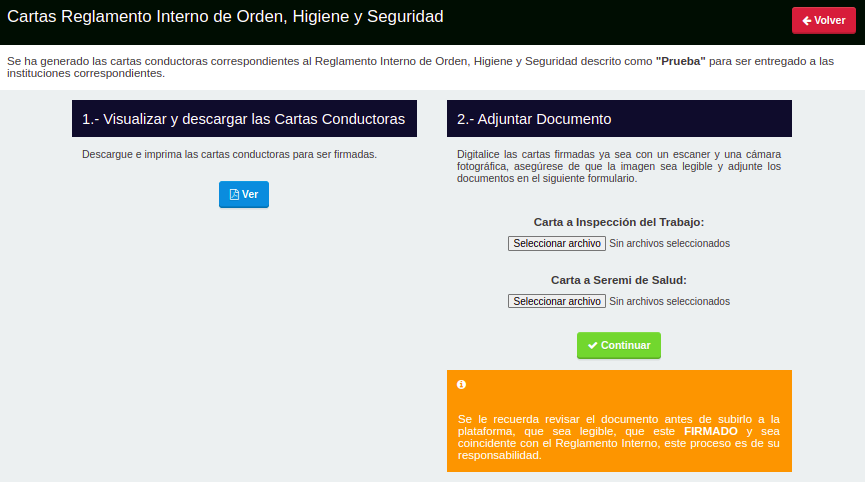 Cartas Reglamento Interno de Orden, Higiene y Seguridad
Volver
Se ha generado las cartas conductoras correspondientes al Reglamento Interno de Orden, Higiene y Seguridad descrito como "Prueba" para ser entregado a las
instituciones correspondientes.
1.- Visualizar y descargar las Cartas Conductoras
Descargue e imprima las cartas conductoras para ser firmadas.
Ver
2.- Adjuntar Documento
Digitalice las cartas firmadas ya sea con un escaner y una cámara
fotográfica, asegúrese de que la imagen sea legible y adjunte los
documentos en el siguiente formulario.
Carta a Inspección del Trabajo:
Seleccionar archivo Sin archivos seleccionados
Carta a Seremi de Salud:
Seleccionar archivo Sin archivos seleccionados
Continuar
Se le recuerda revisar el documento antes de subirlo a la
plataforma, que sea legible, que este FIRMADO y sea
coincidente con el Reglamento Interno, este proceso es de su
responsabilidad.